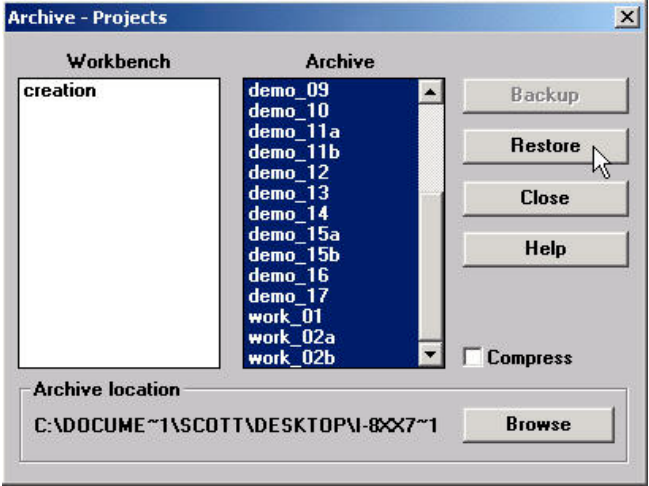 Archive - Projects
Workbench
creation
Archive
demo_09
demo_10
demo_11a
demo_11b
demo_12
demo_13
demo_14
demo_15a
demo_15b
demo_16
demo_17
work_01
work_02a
work_02b
Backup
Restore
Close
Help
Compress
Archive location
C:\DOCUME~1\SCOTT\DESKTOP\I-8XX7~1
Browse